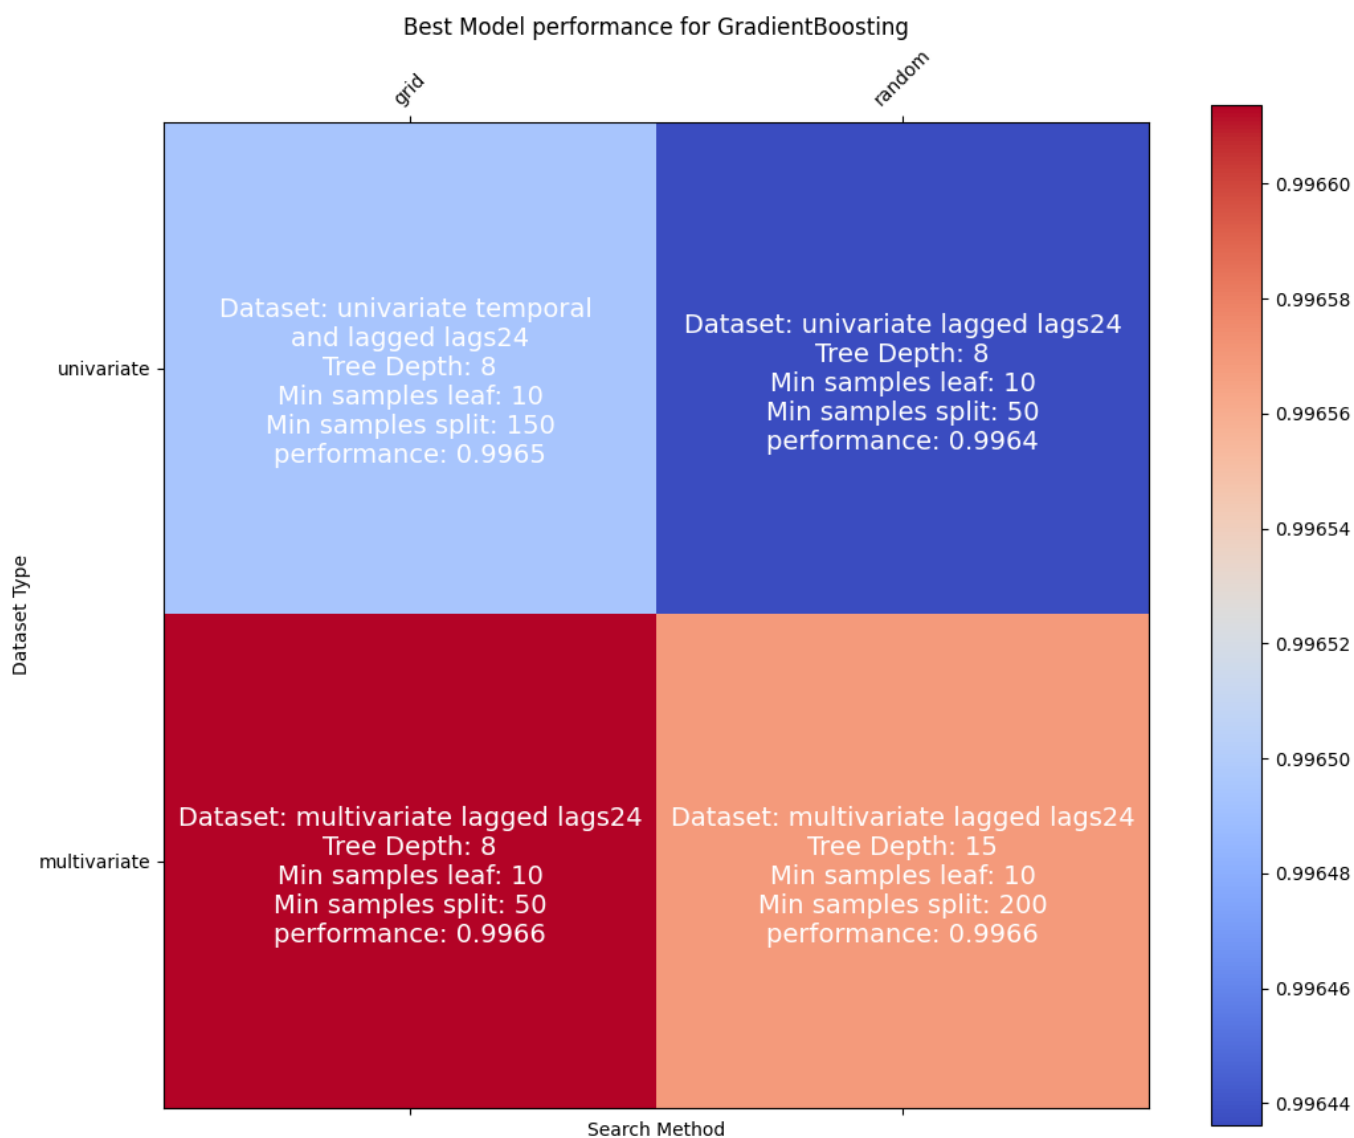 Best Model performance for GradientBoosting
grid
random
Dataset Type
univariate
Dataset: univariate temporal
and lagged lags24
Tree Depth: 8
Min samples leaf: 10
Min samples split: 150
performance: 0.9965
Dataset: univariate lagged lags24
Tree Depth: 8
Min samples leaf: 10
Min samples split: 50
performance: 0.9964
multivariate
Dataset: multivariate lagged lags24
Tree Depth: 8
Min samples leaf: 10
Min samples split: 50
performance: 0.9966
Dataset: multivariate lagged lags24
Tree Depth: 15
Min samples leaf: 10
Min samples split: 200
performance: 0.9966
Search Method
0.99660
0.99658
0.99656
0.99654
0.99652
0.99650
0.99648
0.99646
0.99644